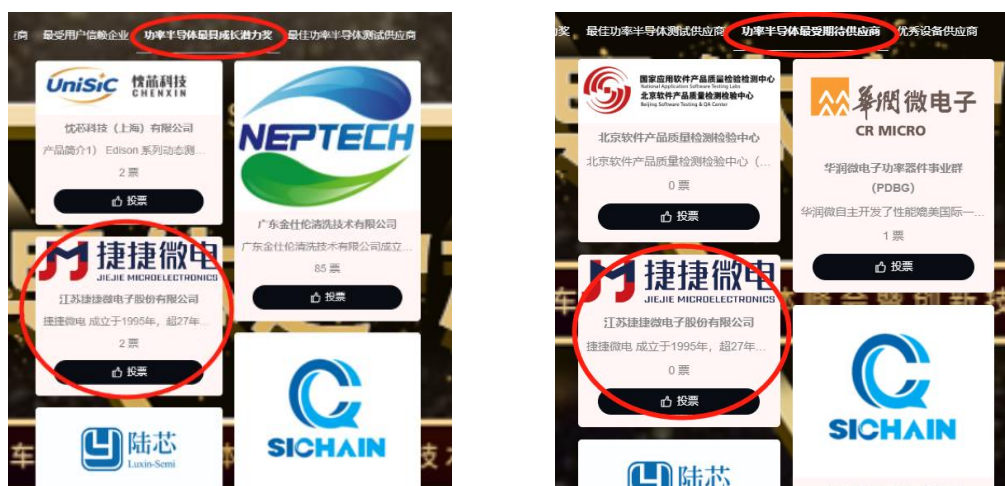 商 最受用户信赖企业 功率半导体最具成长潜力奖 最佳功率半导体测试供应商
UniSiC 忱芯科技
CHENXIN
忱芯科技（上海）有限公司
产品简介1） Edison 系列动态测...
2 票
投票
NEPTECH
广东金仕伦清洗技术有限公司
广东金仕伦清洗技术有限公司成立...
85 票
投票
捷捷微电
JIEJIE MICROELECTRONICS
江苏捷捷微电子股份有限公司
捷捷微电 成立于1995年，超27年...
2 票
投票
陆芯
Luxin-Semi
SICHAIN
车
技
奖 最佳功率半导体测试供应商 功率半导体最受期待供应商 优秀设备供应商
国家应用软件产品质量检验检测中心
National Application Software Testing Labs
北京软件产品质量检测检验中心
Beijing Software Testing & QA Center
北京软件产品质量检测检验中心
北京软件产品质量检测检验中心（...
0 票
投票
華潤微电子
CR MICRO
华润微电子功率器件事业群
(PDBG)
华润微自主开发了性能媲美国际一...
1 票
投票
捷捷微电
JIEJIE MICROELECTRONICS
江苏捷捷微电子股份有限公司
捷捷微电 成立于1995年，超27年...
0 票
投票
陆芯
SICHAIN
车